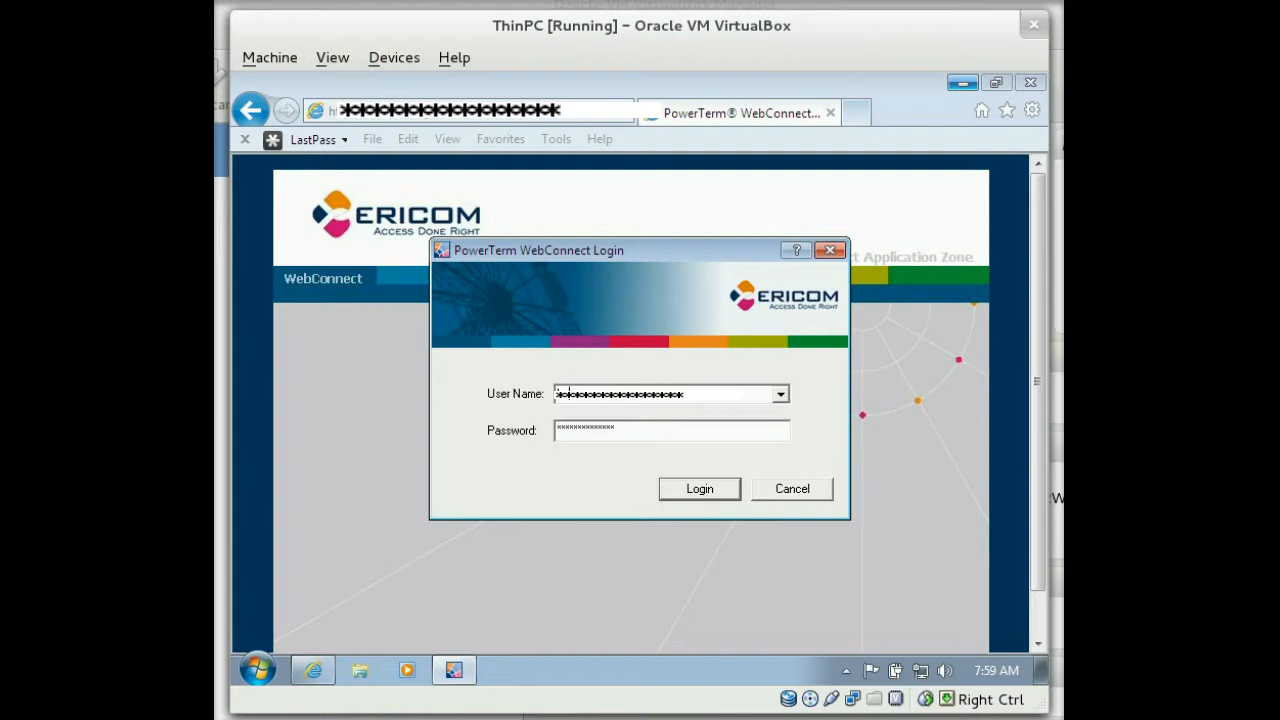 ThinPC [Running] – Oracle VM VirtualBox
Machine View Devices Help
PowerTerm® WebConnect...
LastPass File Edit View Favorites Tools Help
ERICOM
ACCESS DONE RIGHT
t Application Zone
WebConnect
PowerTerm WebConnect Login
ERICOM
ACCESS DONE RIGHT
User Name: ******************
Password: **************
Login Cancel
7:59 AM
Right Ctrl